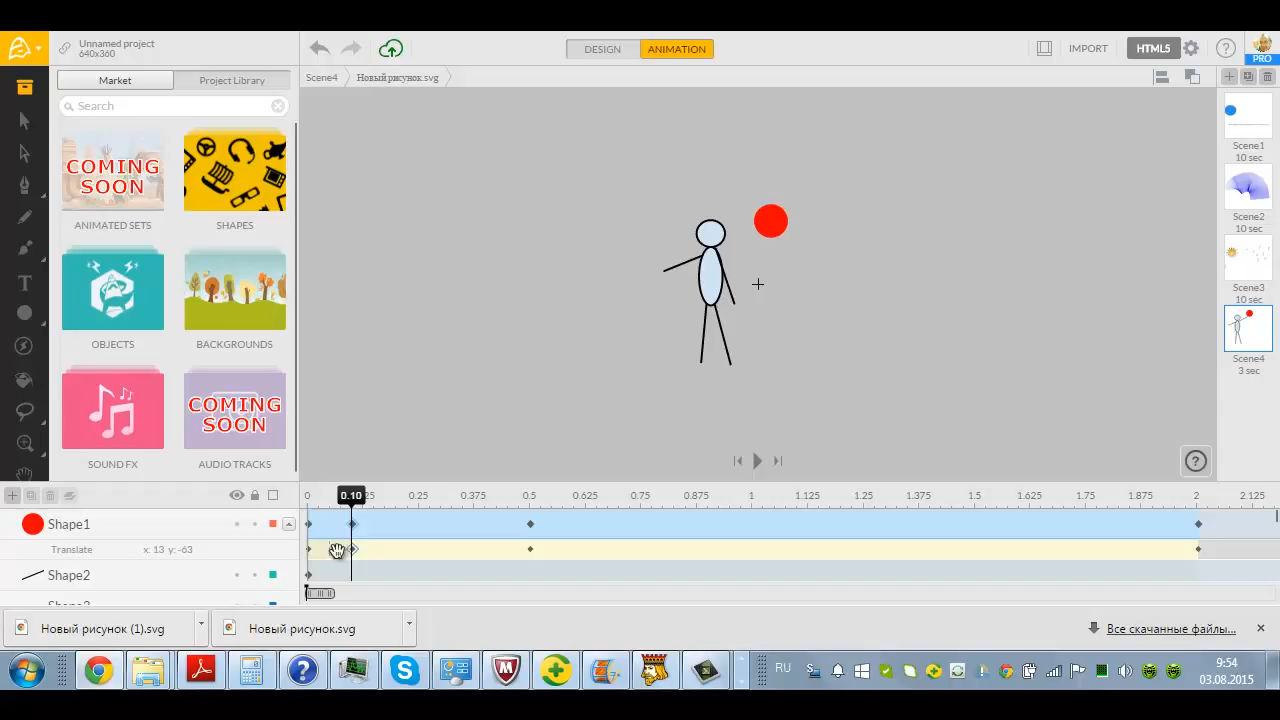 Unnamed project
640x360
DESIGN
ANIMATION
IMPORT
HTML5
?
PRO
Market
Project Library
Scene4
Новый рисунок.svg
Search
COMING SOON
ANIMATED SETS
SHAPES
OBJECTS
BACKGROUNDS
SOUND FX
COMING SOON
AUDIO TRACKS
Scene1
10 sec
Scene2
10 sec
Scene3
10 sec
Scene4
3 sec
?
0 0.10 25 0.25 0.375 0.5 0.625 0.75 0.875 1 1.125 1.25 1.375 1.5 1.625 1.75 1.875 2 2.125
Shape1
Translate x: 13 y: -63
Shape2
Новый рисунок (1).svg
Новый рисунок.svg
Все скачанные файлы...
RU
9:54
03.08.2015